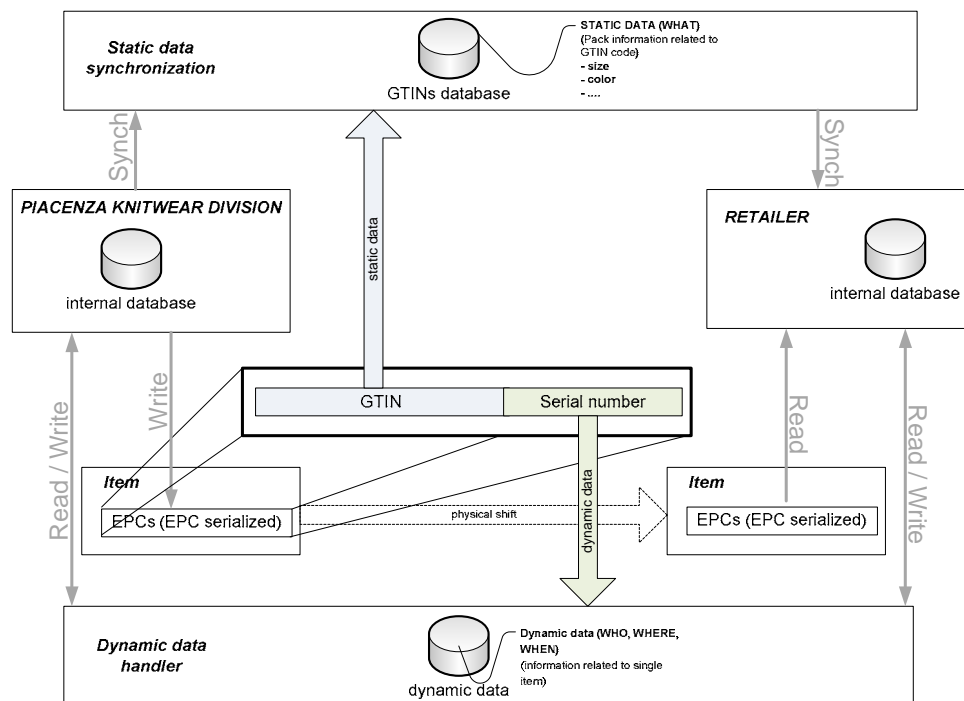 Static data
synchronization
GTINs database
STATIC DATA (WHAT)
(Pack information related to
GTIN code)
- size
- color
- ....
Synch
Synch
PIACENZA KNITWEAR DIVISION
internal database
static data
RETAILER
internal database
Read / Write
Write
GTIN
Serial number
Read
Read / Write
Item
EPCs (EPC serialized)
physical shift
dynamic data
Item
EPCs (EPC serialized)
Dynamic data
handler
dynamic data
Dynamic data (WHO, WHERE,
WHEN)
(information related to single
item)